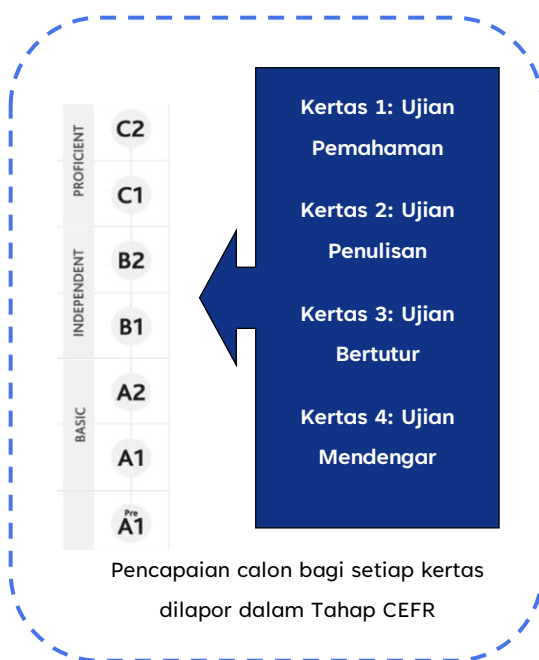 PROFICIENT
C2
C1
INDEPENDENT
B2
B1
BASIC
A2
A1
Pre
A1
Kertas 1: Ujian
Pemahaman
Kertas 2: Ujian
Penulisan
Kertas 3: Ujian
Bertutur
Kertas 4: Ujian
Mendengar
Pencapaian calon bagi setiap kertas
dilapor dalam Tahap CEFR